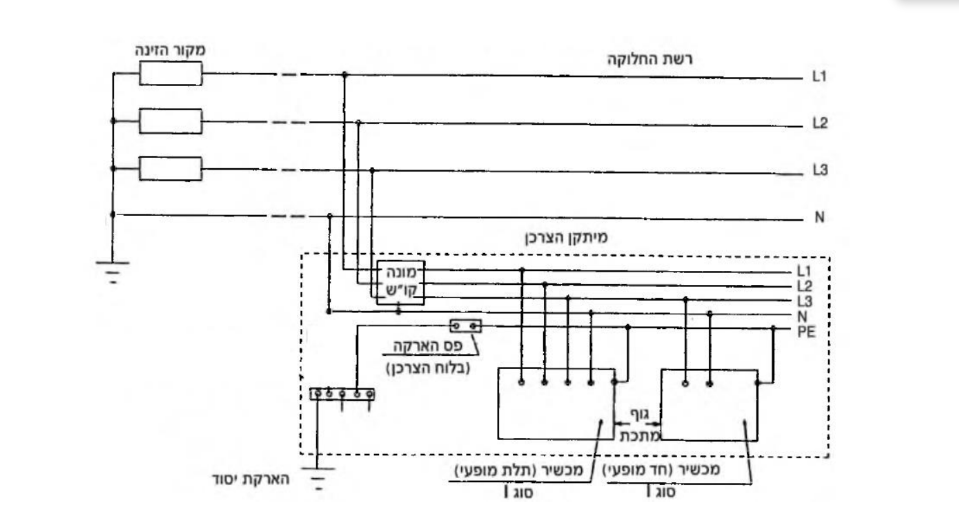 מקור הזינה
רשת החלוקה
L1
L2
L3
N
מיתקן הצרכן
מונה
קו"ש
L1
L2
L3
N
PE
פס הארקה
(בלוח הצרכן)
גוף
מתכת
הארקת יסוד
מכשיר (תלת מופעי)
סוג I
מכשיר (חד מופעי)
סוג I